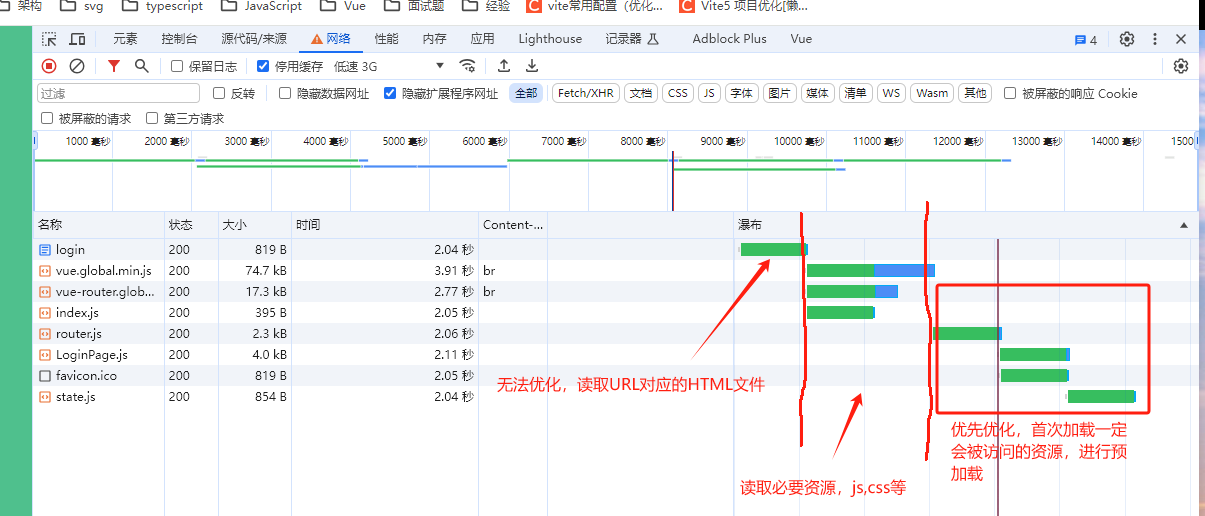 架构 svg typescript JavaScript Vue 面试题 经验 vite常用配置（优化... Vite5 项目优化[懒...
元素 控制台 源代码/来源 网络 性能 内存 应用 Lighthouse 记录器 Adblock Plus Vue 4
保留日志 停用缓存 低速 3G
过滤 反转 隐藏数据网址 隐藏扩展程序网址 全部 Fetch/XHR 文档 CSS JS 字体 图片 媒体 清单 WS Wasm 其他 被屏蔽的响应 Cookie
被屏蔽的请求 第三方请求
1000 毫秒 2000 毫秒 3000 毫秒 4000 毫秒 5000 毫秒 6000 毫秒 7000 毫秒 8000 毫秒 9000 毫秒 10000 毫秒 11000 毫秒 12000 毫秒 13000 毫秒 14000 毫秒 1500
名称 状态 大小 时间 Content-... 瀑布
login 200 819 B 2.04 秒
vue.global.min.js 200 74.7 kB 3.91 秒 br
vue-router.globa... 200 17.3 kB 2.77 秒 br
index.js 200 395 B 2.05 秒
router.js 200 2.3 kB 2.06 秒
LoginPage.js 200 4.0 kB 2.11 秒
favicon.ico 200 819 B 2.05 秒
state.js 200 854 B 2.04 秒
无法优化，读取URL对应的HTML文件
优先优化，首次加载一定
会被访问的资源，进行预
加载
读取必要资源，js,css等